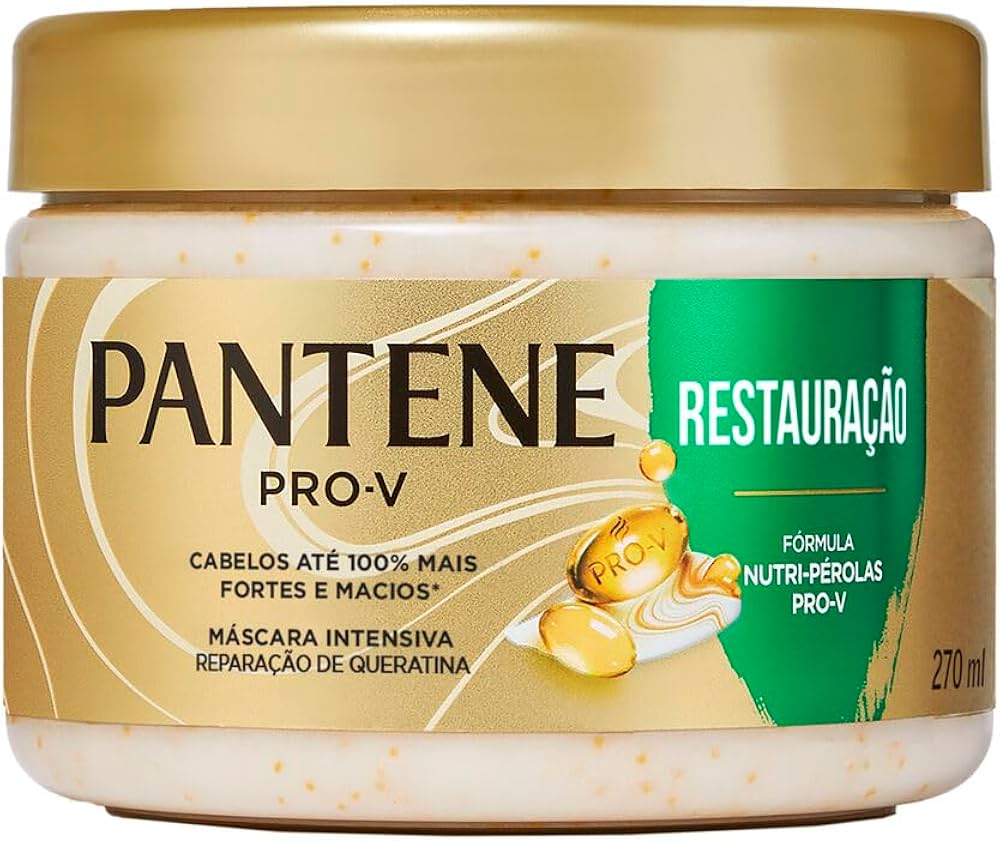 PANTENE
PRO-V
CABELOS ATÉ 100% MAIS
FORTES E MACIOS*
MÁSCARA INTENSIVA
REPARAÇÃO DE QUERATINA
PRO-V
RESTAURAÇÃO
FÓRMULA
NUTRI-PÉROLAS
PRO-V
270 ml